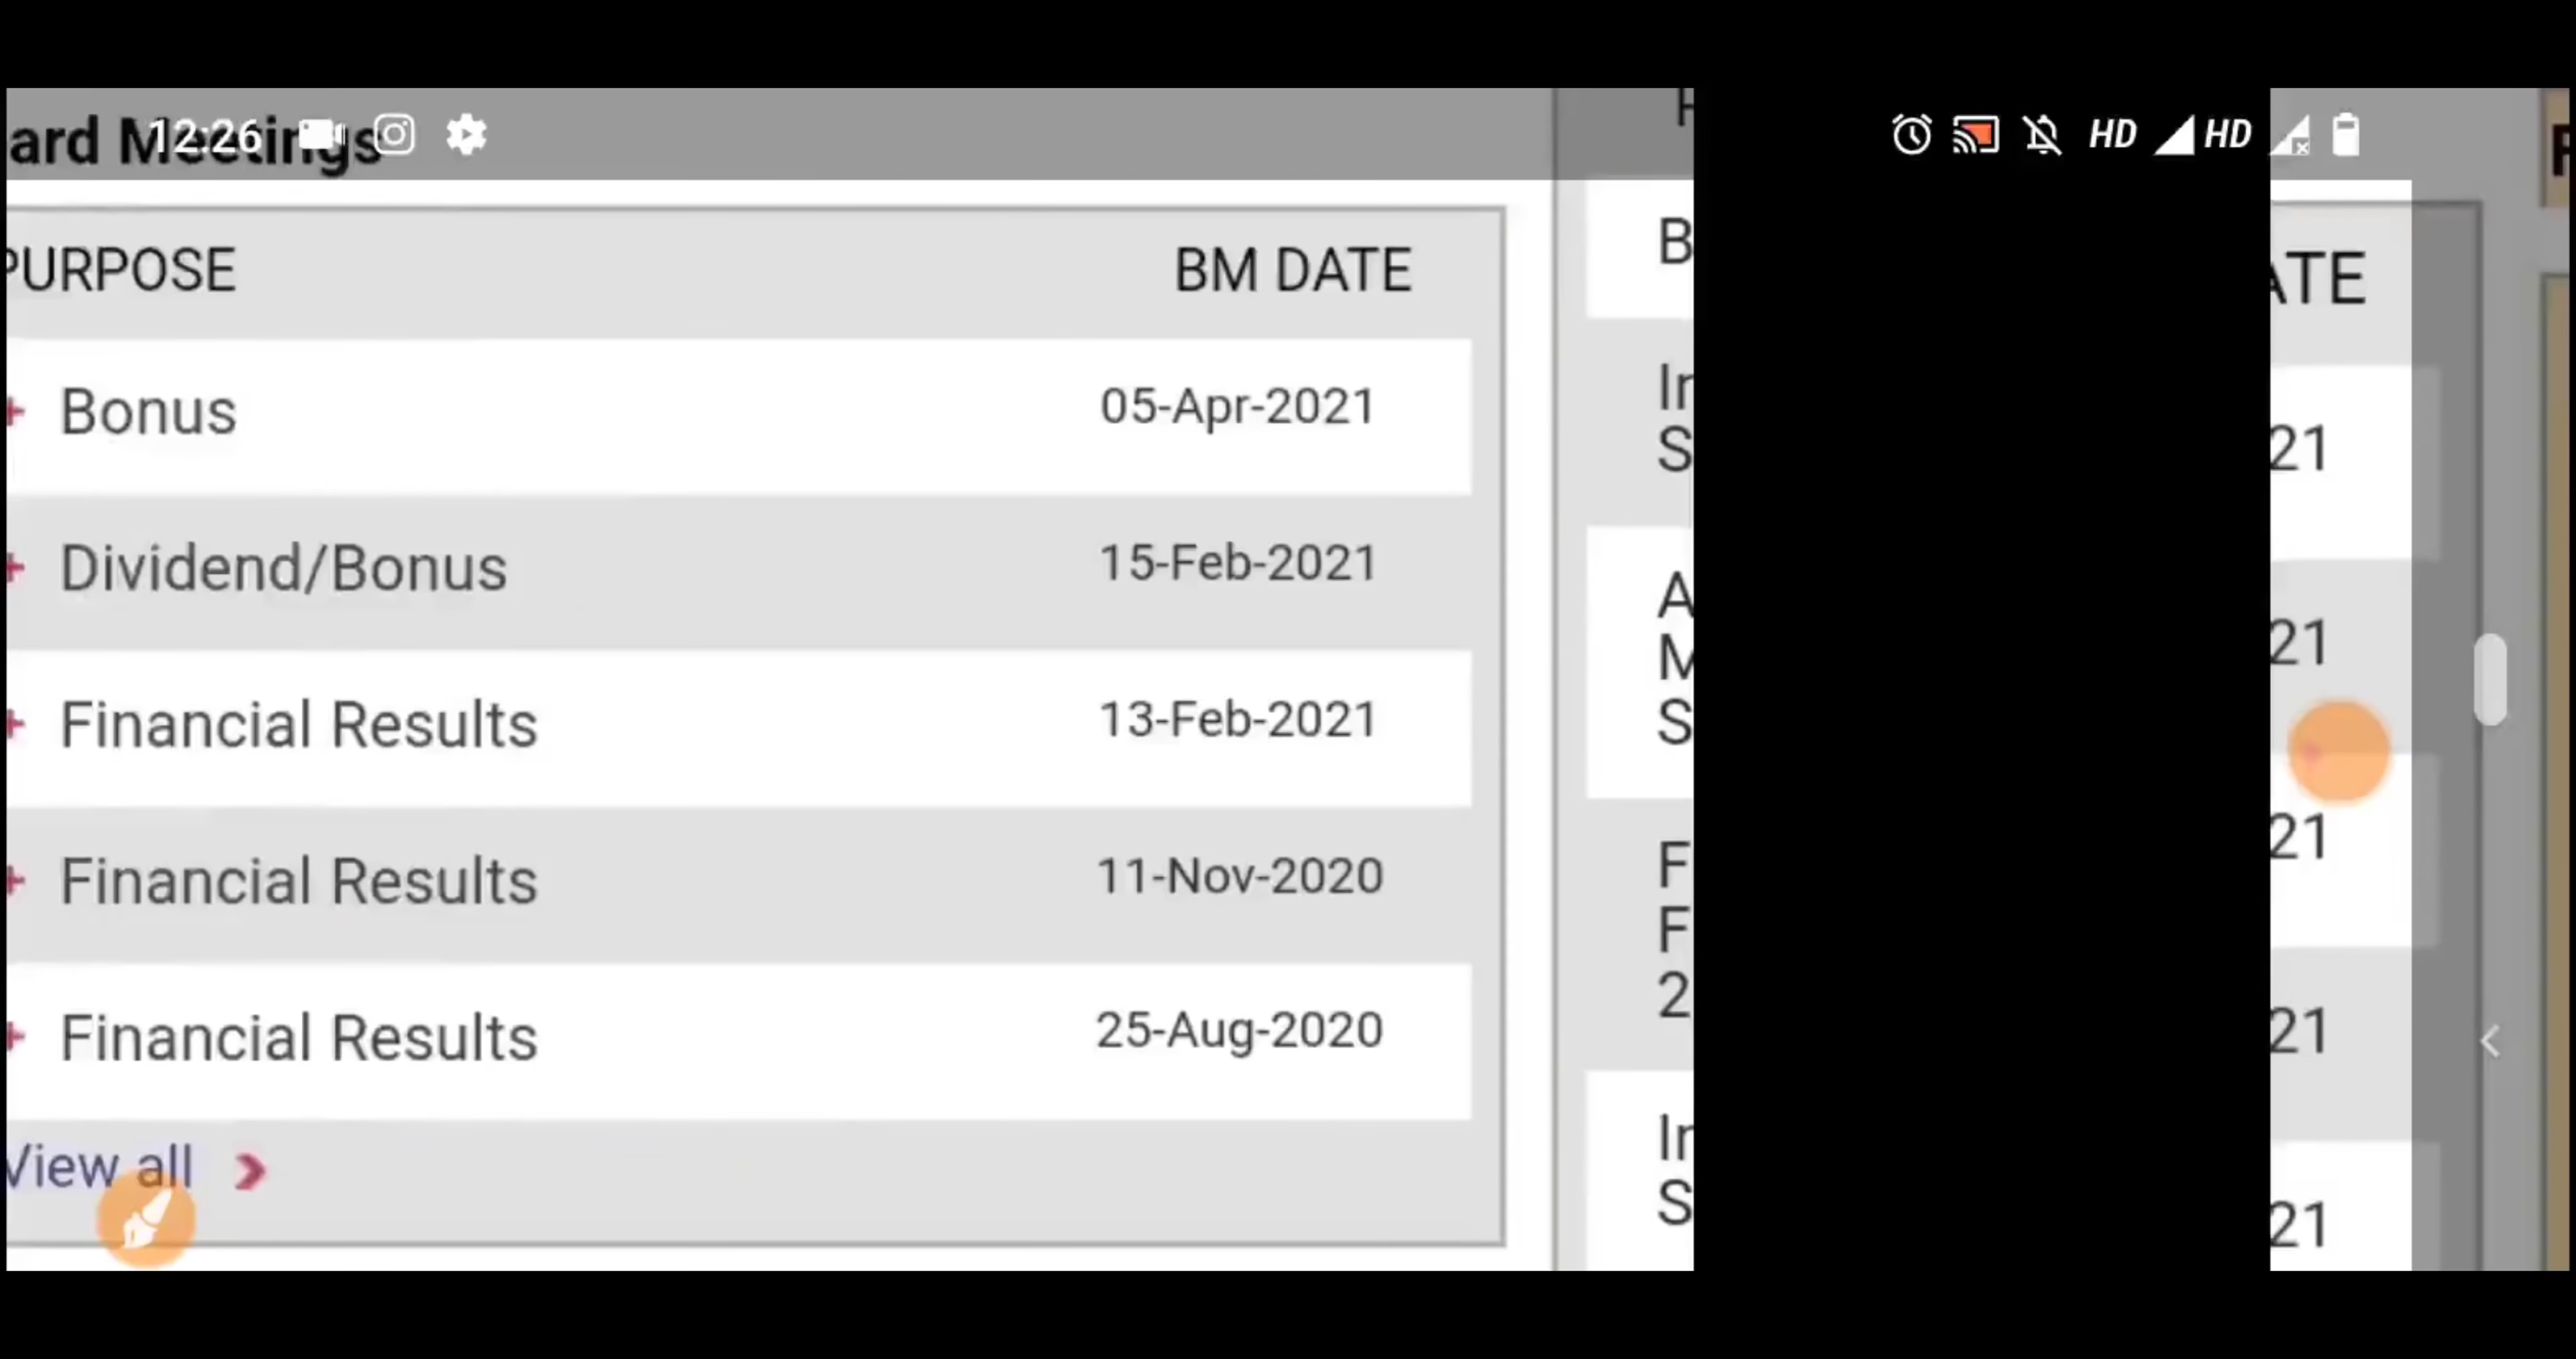 ard Meetings
12:26
HD HD
PURPOSE BM DATE
Bonus 05-Apr-2021
Dividend/Bonus 15-Feb-2021
Financial Results 13-Feb-2021
Financial Results 11-Nov-2020
Financial Results 25-Aug-2020
View all
B
S
A
M
S
F
F
2
S
ATE
21
21
21
21
21